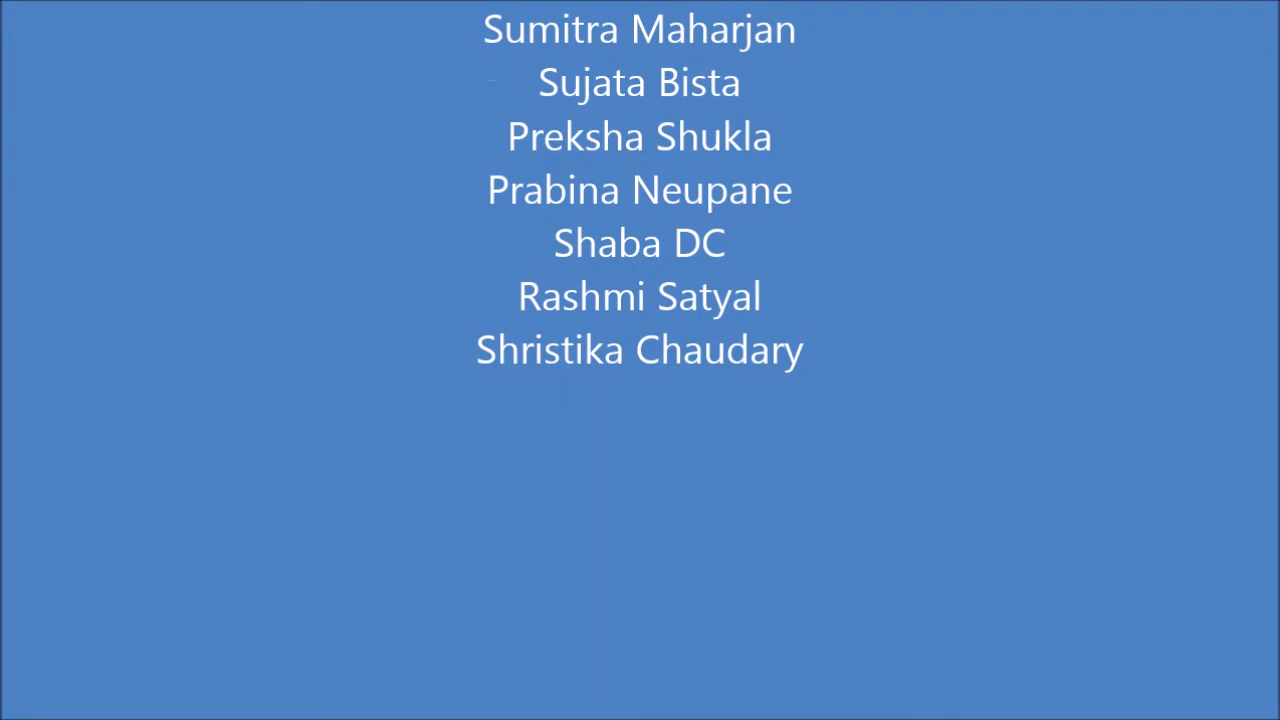 Sumitra Maharjan
Sujata Bista
Preksha Shukla
Prabina Neupane
Shaba DC
Rashmi Satyal
Shristika Chaudary